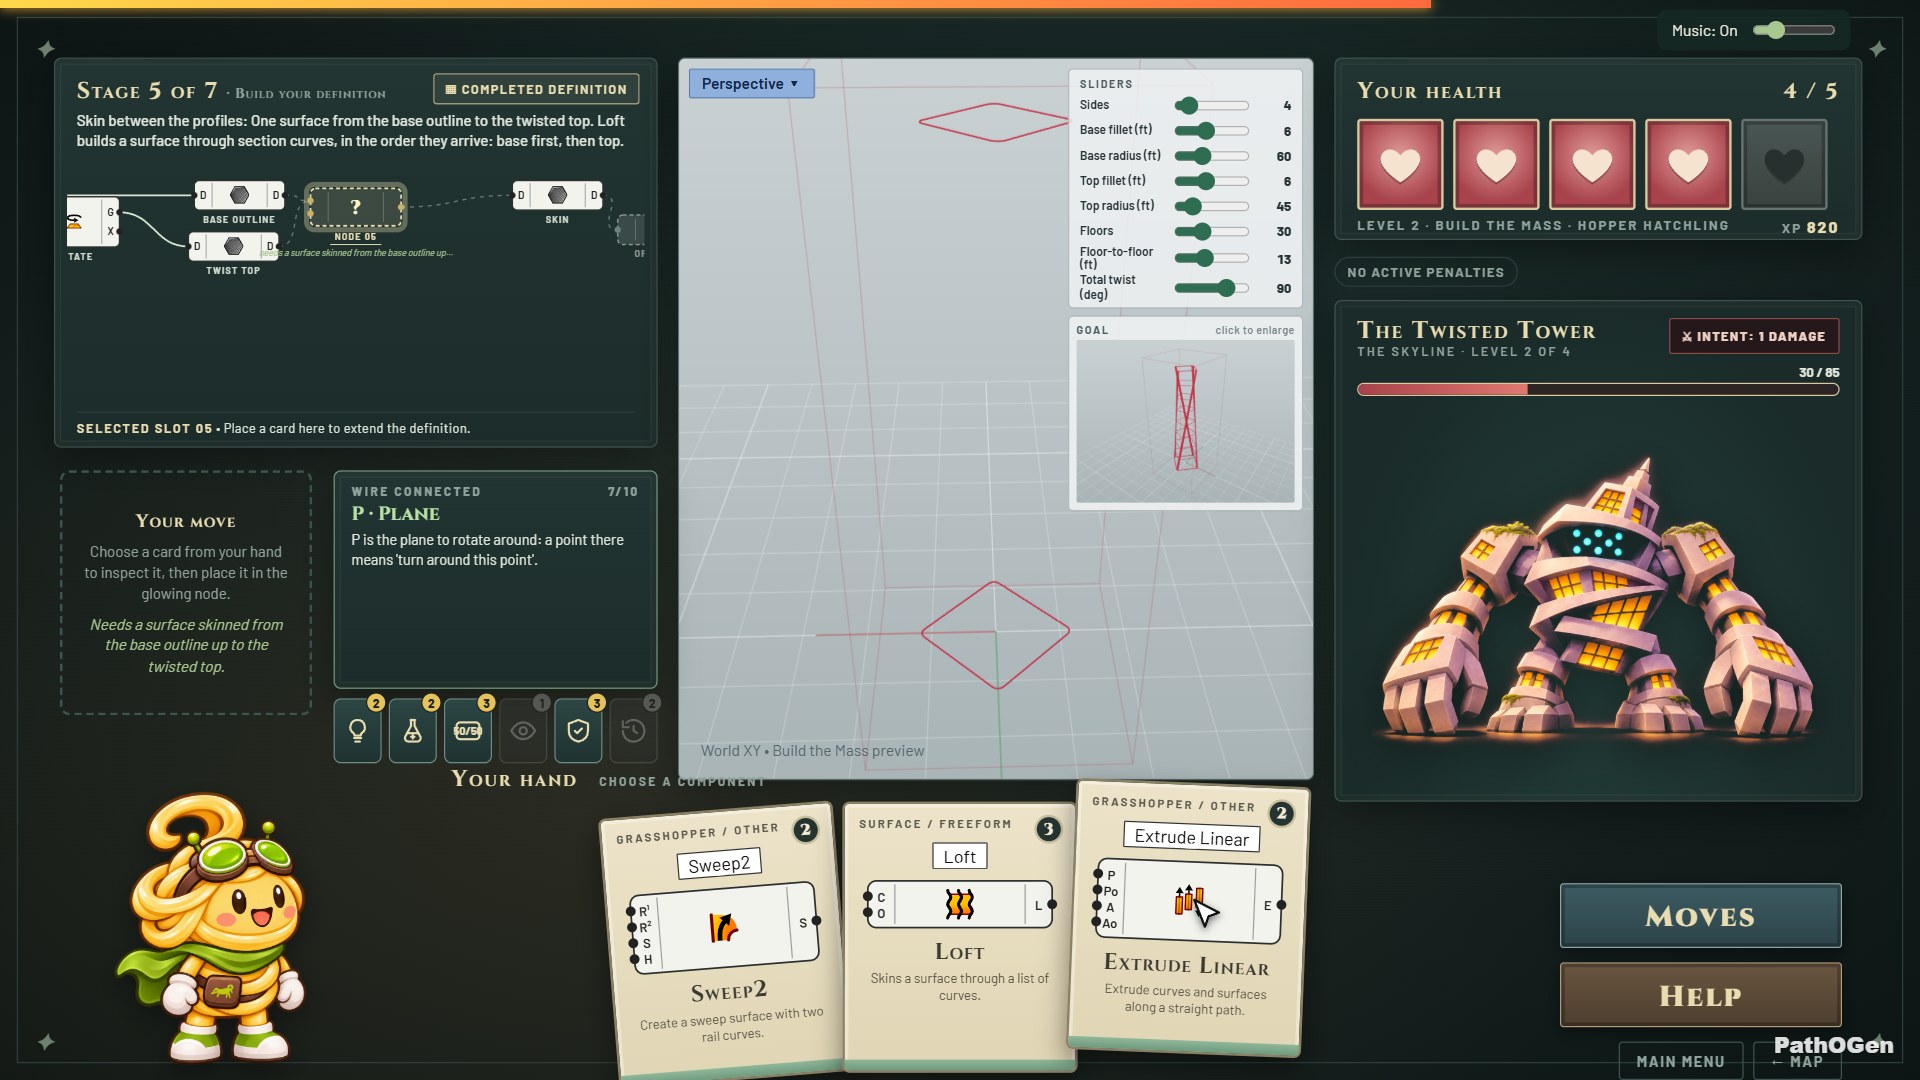 Music: On
Stage 5 of 7 · Build your definition
COMPLETED DEFINITION
Skin between the profiles: One surface from the base outline to the twisted top. Loft
builds a surface through section curves, in the order they arrive: base first, then top.
D D
BASE OUTLINE
G
X
TATE
D D
TWIST TOP
?
NODE 05
needs a surface skinned from the base outline up...
D D
SKIN
OF
SELECTED SLOT 05 • Place a card here to extend the definition.
Your move
Choose a card from your hand
to inspect it, then place it in the
glowing node.
Needs a surface skinned from
the base outline up to the
twisted top.
WIRE CONNECTED 7/10
P · Plane
P is the plane to rotate around: a point there
means 'turn around this point'.
2 2 3 1 3 2
50/50
Perspective ▼
SLIDERS
Sides 4
Base fillet (ft) 6
Base radius (ft) 60
Top fillet (ft) 6
Top radius (ft) 45
Floors 30
Floor-to-floor
(ft) 13
Total twist
(deg) 90
GOAL click to enlarge
World XY • Build the Mass preview
Your health 4 / 5
LEVEL 2 · BUILD THE MASS · HOPPER HATCHLING XP 820
NO ACTIVE PENALTIES
The Twisted Tower
THE SKYLINE · LEVEL 2 OF 4
INTENT: 1 DAMAGE
30 / 85
Your hand CHOOSE A COMPONENT
GRASSHOPPER / OTHER 2
Sweep2
R¹
R²
S
H
S
Sweep2
Create a sweep surface with two
rail curves.
SURFACE / FREEFORM 3
Loft
C
O
L
Loft
Skins a surface through a list of
curves.
GRASSHOPPER / OTHER 2
Extrude Linear
P
Po
A
Ao
E
Extrude Linear
Extrude curves and surfaces
along a straight path.
Moves
Help
MAIN MENU
← MAP
PathOGen